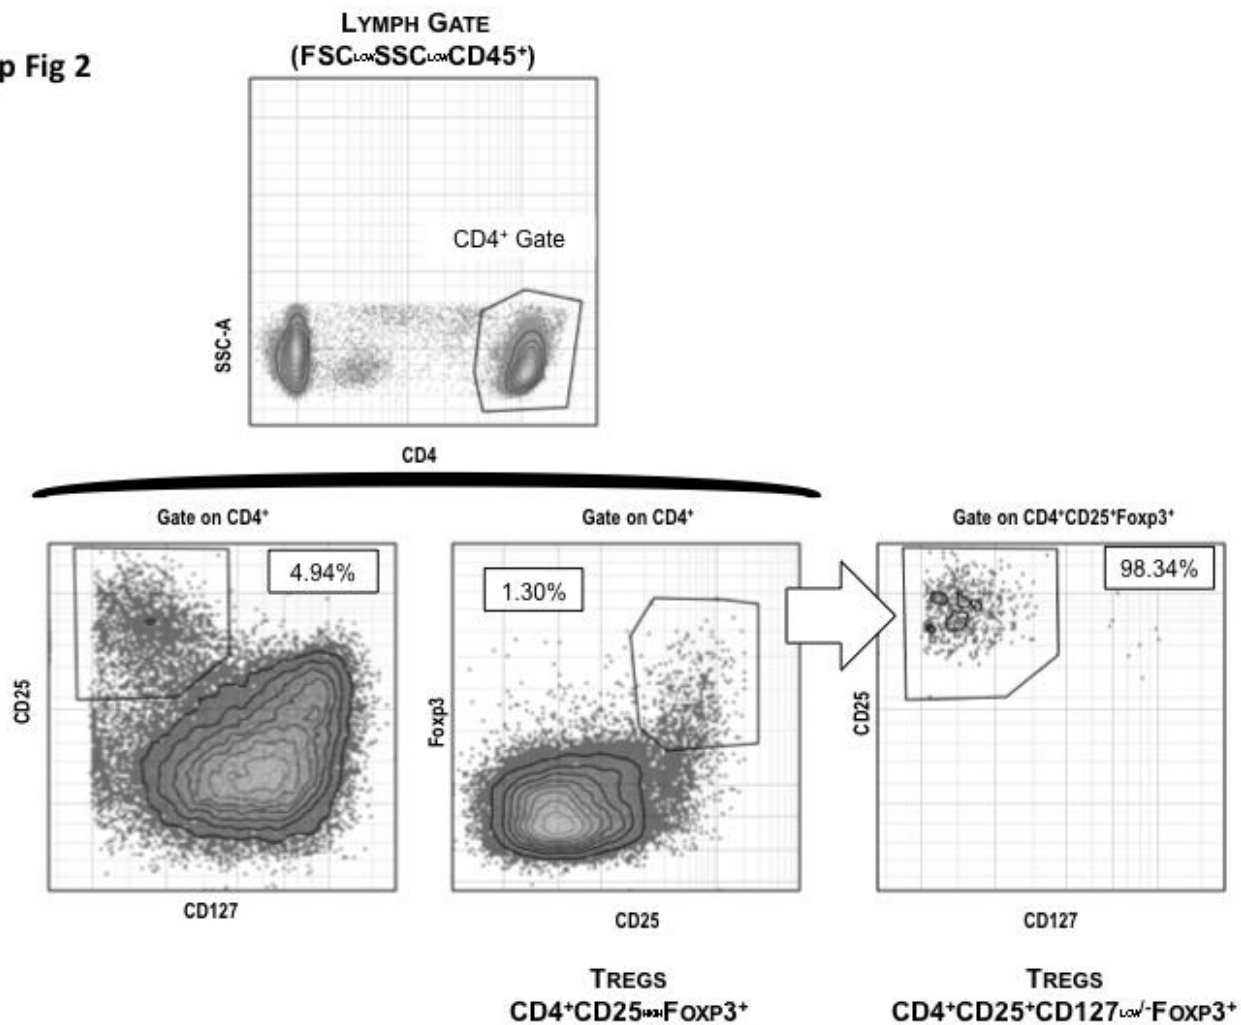 LYMPH GATE
(FSCLOWSSCLOWCD45+)
p Fig 2
CD4+ Gate
SSC-A
CD4
Gate on CD4+
Gate on CD4+
Gate on CD4+CD25+Foxp3+
4.94%
1.30%
98.34%
CD25
Foxp3
CD25
CD127
CD25
CD127
TREGS
CD4+CD25HIGHFOXP3+
TREGS
CD4+CD25+CD127LOW/-FOXP3+